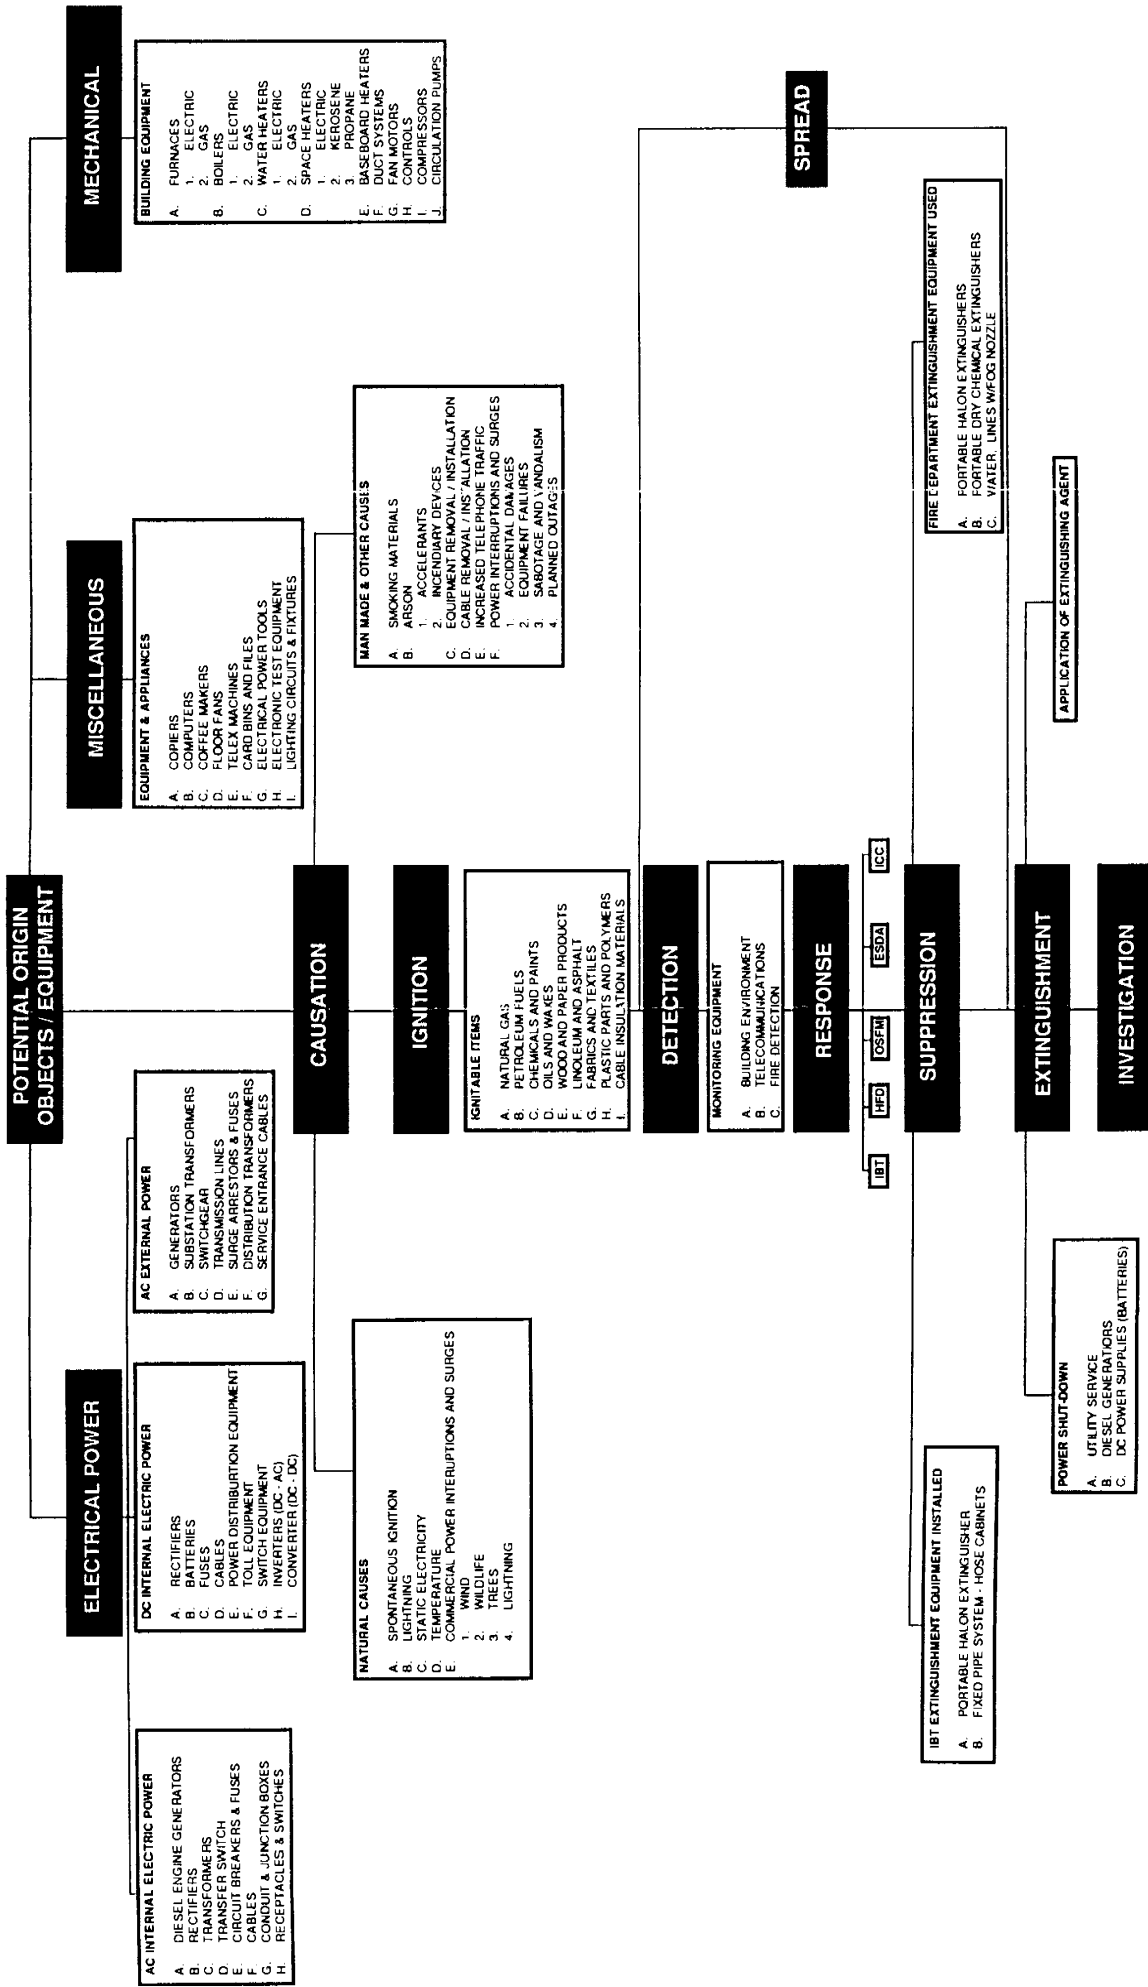 POTENTIAL ORIGIN
OBJECTS / EQUIPMENT
ELECTRICAL POWER
MISCELLANEOUS
MECHANICAL
AC INTERNAL ELECTRIC POWER
A. DIESEL ENGINE GENERATORS
B. RECTIFIERS
C. TRANSFORMERS
D. TRANSFER SWITCH
E. CIRCUIT BREAKERS & FUSES
F. CABLES
G. CONDUIT & JUNCTION BOXES
H. RECEPTACLES & SWITCHES
DC INTERNAL ELECTRIC POWER
A. RECTIFIERS
B. BATTERIES
C. FUSES
D. CABLES
E. POWER DISTRIBURTION EQUIPMENT
F. TOLL EQUIPMENT
G. SWITCH EQUIPMENT
H. INVERTERS (DC - AC)
I. CONVERTER (DC - DC)
AC EXTERNAL POWER
A. GENERATORS
B. SUBSTATION TRANSFORMERS
C. SWITCHGEAR
D. TRANSMISSION LINES
E. SURGE ARRESTORS & FUSES
F. DISTRIBUTION TRANSFORMERS
G. SERVICE ENTRANCE CABLES
EQUIPMENT & APPLIANCES
A. COPIERS
B. COMPUTERS
C. COFFEE MAKERS
D. FLOOR FANS
E. TELEX MACHINES
F. CARD BINS AND FILES
G. ELECTRICAL POWER TOOLS
H. ELECTRONIC TEST EQUIPMENT
I. LIGHTING CIRCUITS & FIXTURES
BUILDING EQUIPMENT
A. FURNACES
1. ELECTRIC
2. GAS
B. BOILERS
1. ELECTRIC
2. GAS
C. WATER HEATERS
1. ELECTRIC
2. GAS
D. SPACE HEATERS
1. ELECTRIC
2. KEROSENE
3. PROPANE
E. BASEBOARD HEATERS
F. DUCT SYSTEMS
G. FAN MOTORS
H. CONTROLS
I. COMPRESSORS
J. CIRCULATION PUMPS
CAUSATION
NATURAL CAUSES
A. SPONTANEOUS IGNITION
B. LIGHTNING
C. STATIC ELECTRICITY
D. TEMPERATURE
E. COMMERCIAL POWER INTERUPTIONS AND SURGES
1. WIND
2. WILDLIFE
3. TREES
4. LIGHTNING
MAN MADE & OTHER CAUSES
A. SMOKING MATERIALS
B. ARSON
1. ACCELERANTS
2. INCENDIARY DEVICES
C. EQUIPMENT REMOVAL / INSTALLATION
D. CABLE REMOVAL / INSTALLATION
E. INCREASED TELEPHONE TRAFFIC
F. POWER INTERRUPTIONS AND SURGES
1. ACCIDENTAL DAMAGES
2. EQUIPMENT FAILURES
3. SABOTAGE AND VANDALISM
4. PLANNED OUTAGES
IGNITION
IGNITABLE ITEMS
A. NATURAL GAS
B. PETROLEUM FUELS
C. CHEMICALS AND PAINTS
D. OILS AND WAXES
E. WOOD AND PAPER PRODUCTS
F. LINOLEUM AND ASPHALT
G. FABRICS AND TEXTILES
H. PLASTIC PARTS AND POLYMERS
I. CABLE INSULATION MATERIALS
DETECTION
MONITORING EQUIPMENT
A. BUILDING ENVIRONMENT
B. TELECOMMUNICATIONS
C. FIRE DETECTION
SPREAD
RESPONSE
IBT
HFD
OSFM
ESDA
ICC
SUPPRESSION
IBT EXTINGUISHMENT EQUIPMENT INSTALLED
A. PORTABLE HALON EXTINGUISHER
B. FIXED PIPE SYSTEM - HOSE CABINETS
FIRE DEPARTMENT EXTINGUISHMENT EQUIPMENT USED
A. PORTABLE HALON EXTINGUISHERS
B. PORTABLE DRY CHEMICAL EXTINGUISHERS
C. WATER, LINES W/FOG NOZZLE
EXTINGUISHMENT
POWER SHUT-DOWN
A. UTILITY SERVICE
B. DIESEL GENERATIORS
C. DC POWER SUPPLIES (BATTERIES)
APPLICATION OF EXTINGUISHING AGENT
INVESTIGATION